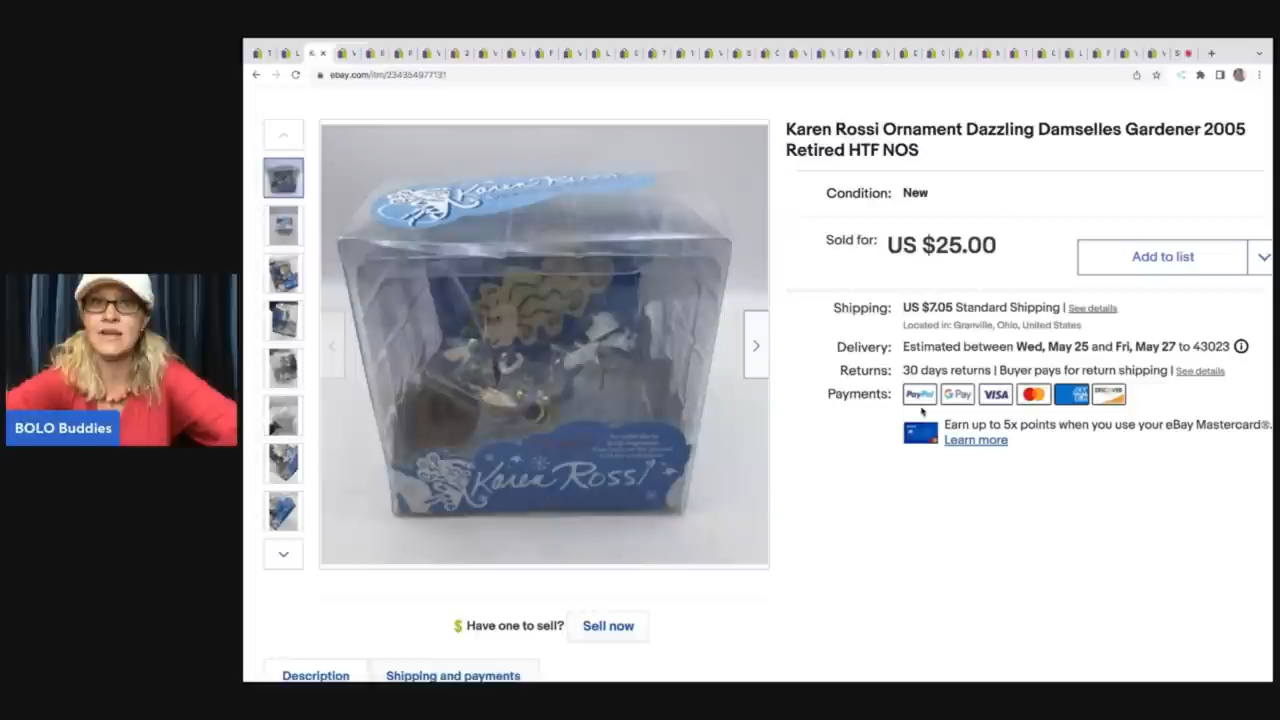 ebay.com/itm/234354977131
Karen Rossi Ornament Dazzling Damselles Gardener 2005
Retired HTF NOS
Condition: New
Sold for: US $25.00
Add to list
Shipping: US $7.05 Standard Shipping | See details
Located in: Granville, Ohio, United States
Delivery: Estimated between Wed, May 25 and Fri, May 27 to 43023
Returns: 30 days returns | Buyer pays for return shipping | See details
Payments: PayPal G Pay VISA DISCOVER
Earn up to 5x points when you use your eBay Mastercard®.
Learn more
Karen Rossi
BOLO Buddies
$ Have one to sell? Sell now
Description Shipping and payments